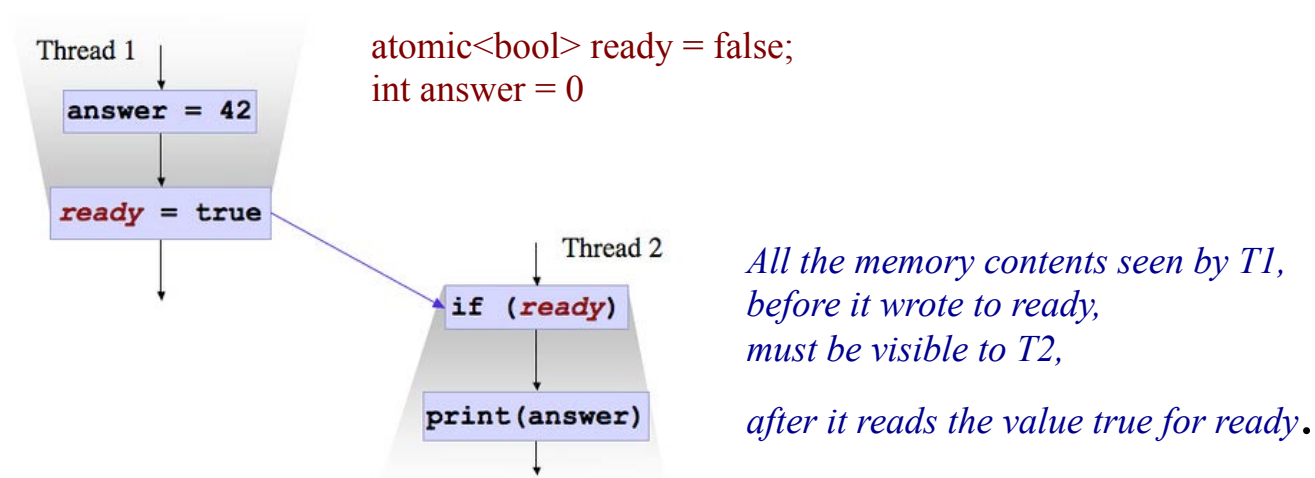 Thread 1
atomic<bool> ready = false;
int answer = 0
answer = 42
ready = true
Thread 2
if (ready)
print(answer)
All the memory contents seen by T1,
before it wrote to ready,
must be visible to T2,
after it reads the value true for ready.